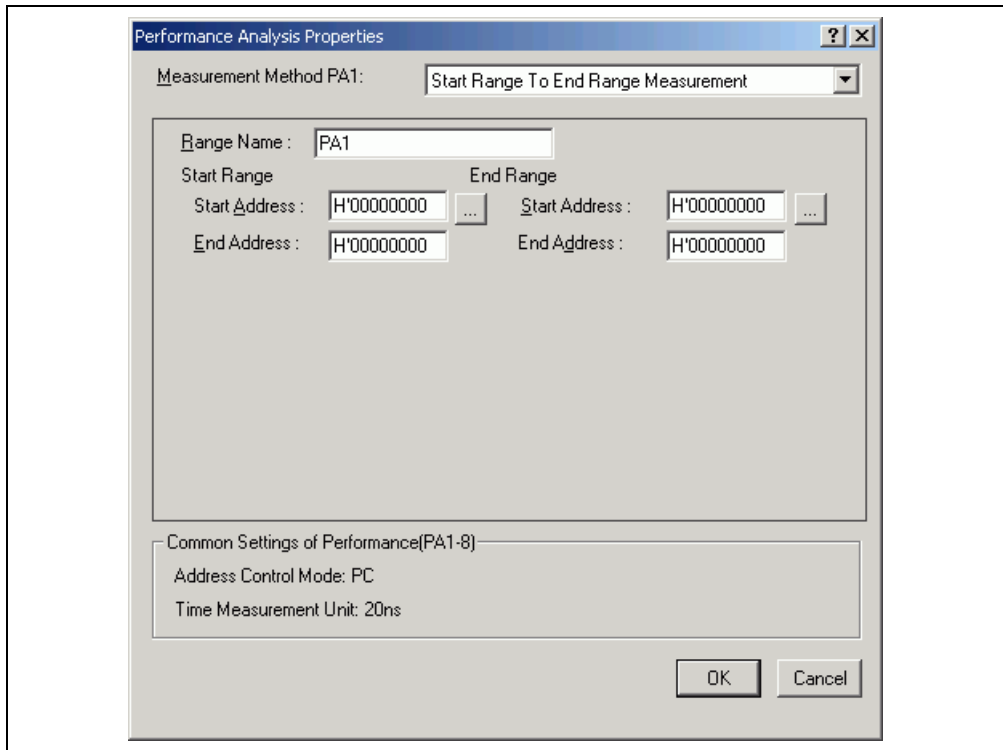 Performance Analysis Properties
Measurement Method PA1: Start Range To End Range Measurement
Range Name : PA1
Start Range End Range
Start Address : H'00000000 ... Start Address : H'00000000 ...
End Address : H'00000000 End Address : H'00000000
Common Settings of Performance(PA1-8)
Address Control Mode: PC
Time Measurement Unit: 20ns
OK Cancel